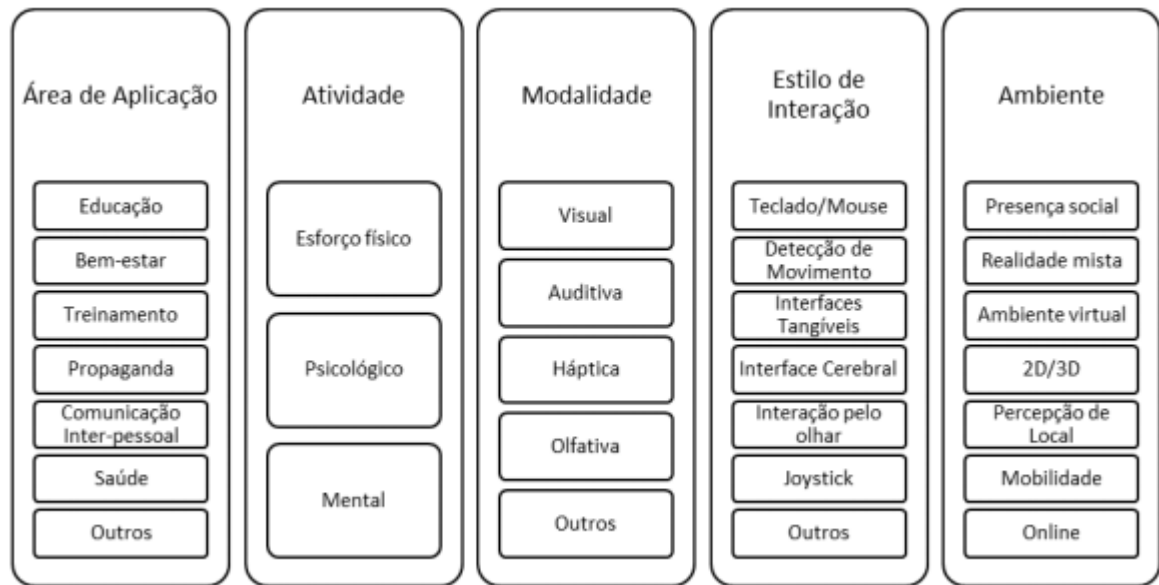 Área de Aplicação
Educação
Bem-estar
Treinamento
Propaganda
Comunicação
Inter-pessoal
Saúde
Outros
Atividade
Esforço físico
Psicológico
Mental
Modalidade
Visual
Auditiva
Háptica
Olfativa
Outros
Estilo de
Interação
Teclado/Mouse
Detecção de
Movimento
Interfaces
Tangíveis
Interface Cerebral
Interação pelo
olhar
Joystick
Outros
Ambiente
Presença social
Realidade mista
Ambiente virtual
2D/3D
Percepção de
Local
Mobilidade
Online